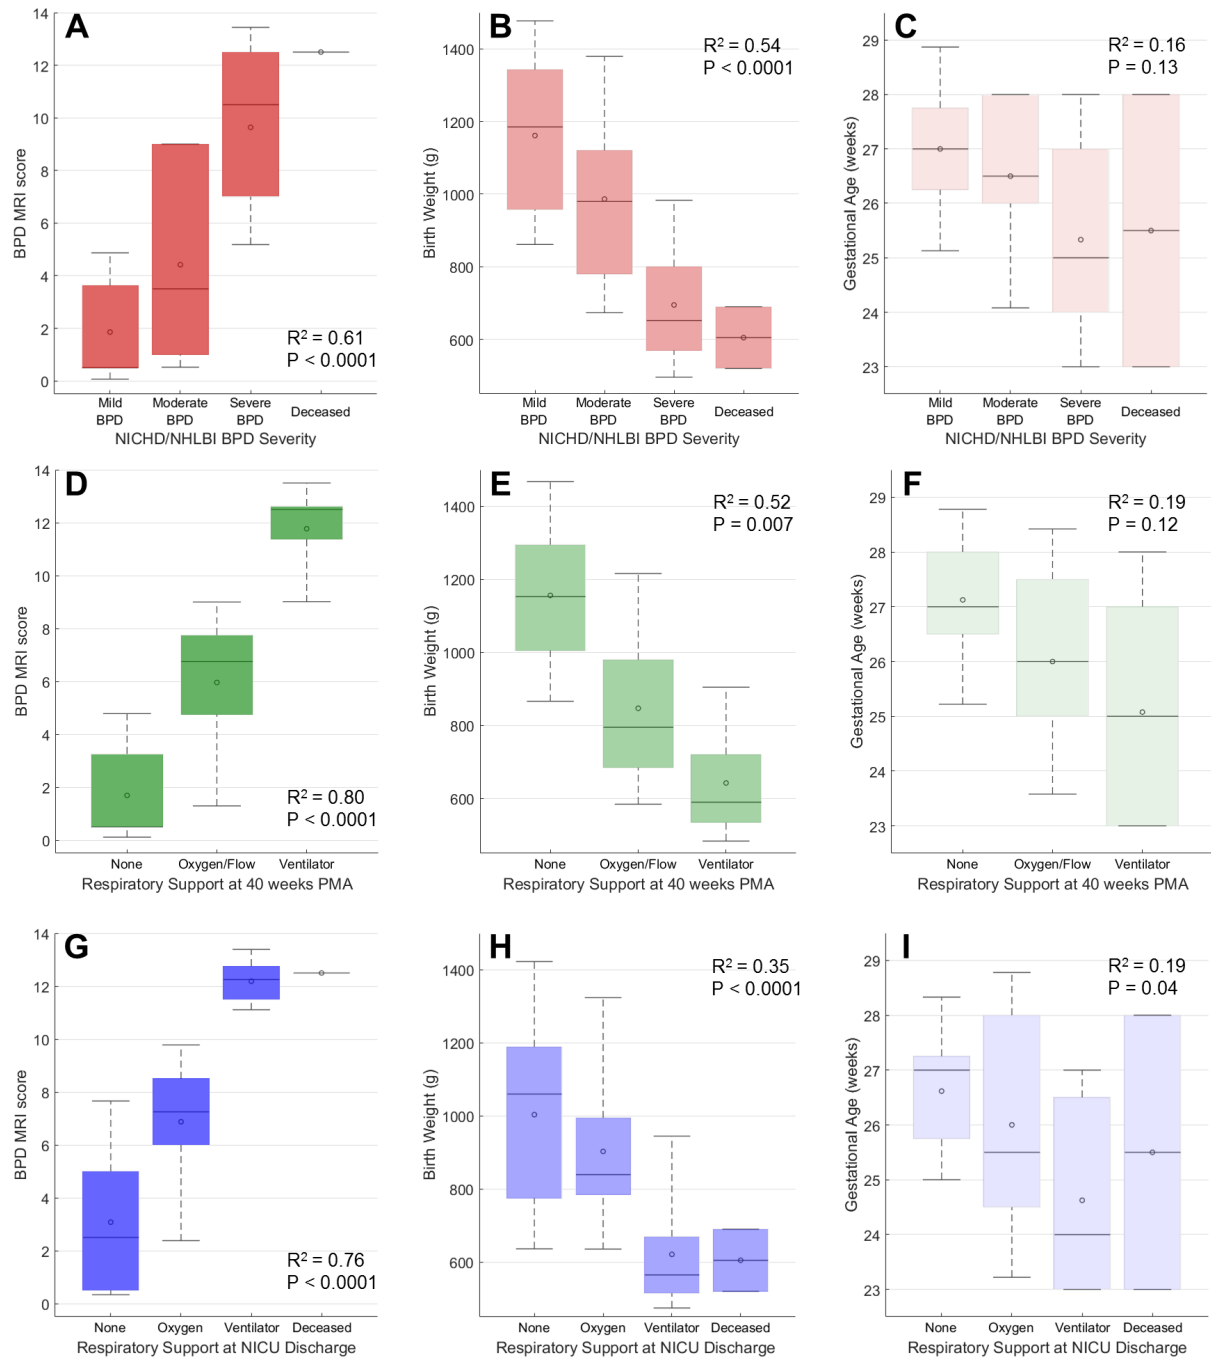 A
14
12
10
8
6
4
2
0
BPD MRI score
R² = 0.61
P < 0.0001
Mild Moderate Severe Deceased
BPD BPD BPD
NICHD/NHLBI BPD Severity
B
1400
1200
1000
800
600
Birth Weight (g)
R² = 0.54
P < 0.0001
Mild Moderate Severe Deceased
BPD BPD BPD
NICHD/NHLBI BPD Severity
C
29
28
27
26
25
24
23
Gestational Age (weeks)
R² = 0.16
P = 0.13
Mild Moderate Severe Deceased
BPD BPD BPD
NICHD/NHLBI BPD Severity
D
14
12
10
8
6
4
2
0
BPD MRI score
R² = 0.80
P < 0.0001
None Oxygen/Flow Ventilator
Respiratory Support at 40 weeks PMA
E
1400
1200
1000
800
600
Birth Weight (g)
R² = 0.52
P = 0.007
None Oxygen/Flow Ventilator
Respiratory Support at 40 weeks PMA
F
29
28
27
26
25
24
23
Gestational Age (weeks)
R² = 0.19
P = 0.12
None Oxygen/Flow Ventilator
Respiratory Support at 40 weeks PMA
G
14
12
10
8
6
4
2
0
BPD MRI score
R² = 0.76
P < 0.0001
None Oxygen Ventilator Deceased
Respiratory Support at NICU Discharge
H
1400
1200
1000
800
600
Birth Weight (g)
R² = 0.35
P < 0.0001
None Oxygen Ventilator Deceased
Respiratory Support at NICU Discharge
I
29
28
27
26
25
24
23
Gestational Age (weeks)
R² = 0.19
P = 0.04
None Oxygen Ventilator Deceased
Respiratory Support at NICU Discharge